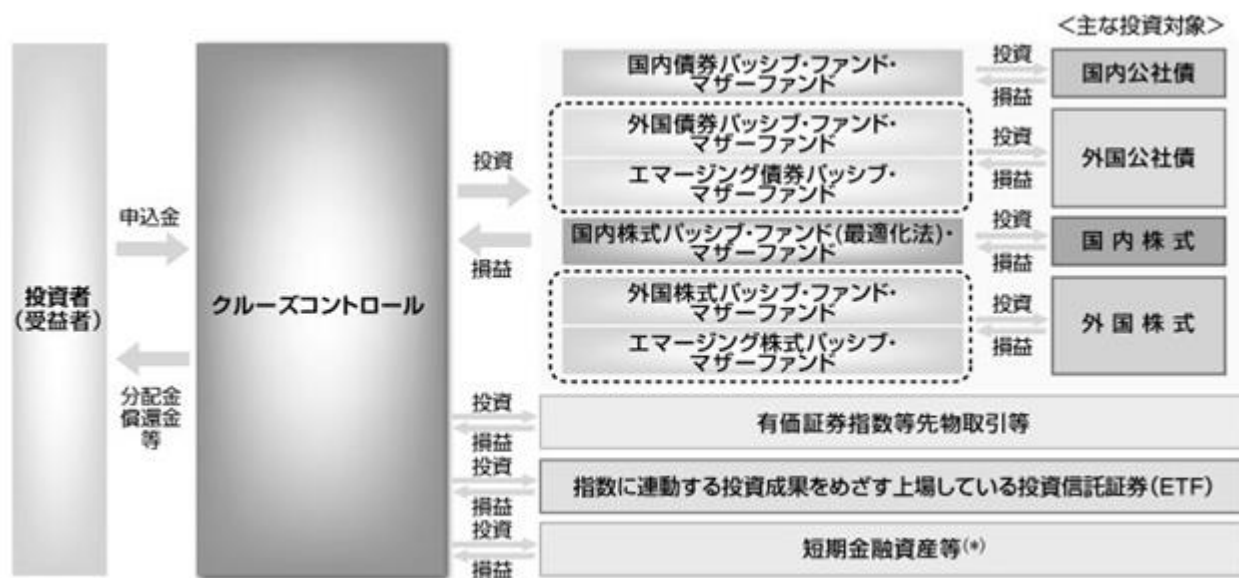 <主な投資対象>
投資者
(受益者)
申込金
分配金
償還金
等
クルーズコントロール
投資
損益
国内債券パッシブ・ファンド・
マザーファンド
外国債券パッシブ・ファンド・
マザーファンド
エマージング債券パッシブ・
マザーファンド
国内株式パッシブ・ファンド(最適化法)・
マザーファンド
外国株式パッシブ・ファンド・
マザーファンド
エマージング株式パッシブ・
マザーファンド
投資
損益
国内公社債
投資
損益
外国公社債
投資
損益
国内株式
投資
損益
外国株式
投資
損益
有価証券指数等先物取引等
投資
損益
指数に連動する投資成果をめざす上場している投資信託証券(ETF)
投資
損益
短期金融資産等(*)